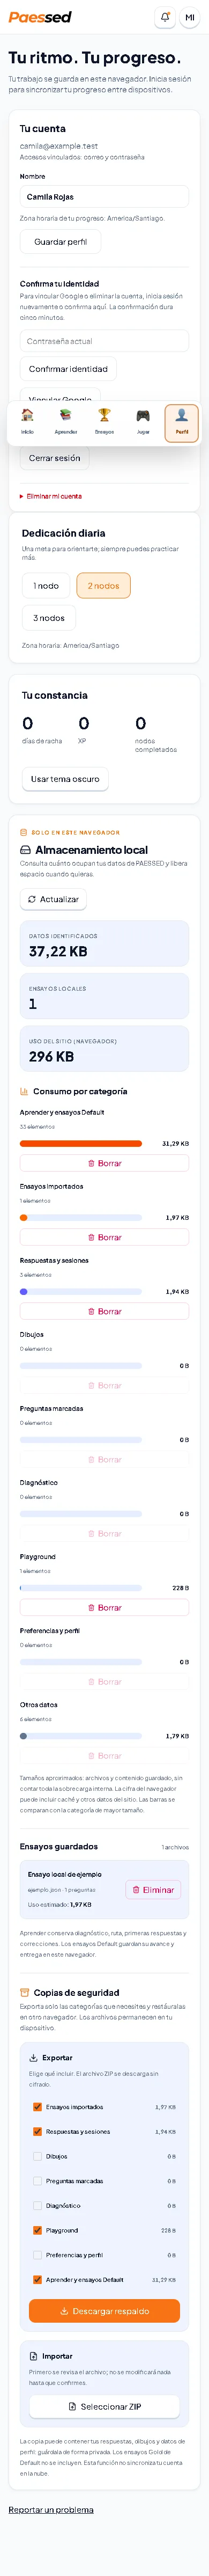 Paessed
MI
Tu ritmo. Tu progreso.
Tu trabajo se guarda en este navegador. Inicia sesión
para sincronizar tu progreso entre dispositivos.
Tu cuenta
camila@example.test
Accesos vinculados: correo y contraseña
Nombre
Camila Rojas
Zona horaria de tu progreso: America/Santiago.
Guardar perfil
Confirma tu identidad
Para vincular Google o eliminar la cuenta, inicia sesión
nuevamente o confirma aquí. La confirmación dura
cinco minutos.
Contraseña actual
Confirmar identidad
Vincular Google
Inicio
Aprender
Ensayos
Jugar
Perfil
Cerrar sesión
Eliminar mi cuenta
Dedicación diaria
Una meta para orientarte; siempre puedes practicar
más.
1 nodo
2 nodos
3 nodos
Zona horaria: America/Santiago
Tu constancia
0
días de racha
0
XP
0
nodos
completados
Usar tema oscuro
SOLO EN ESTE NAVEGADOR
Almacenamiento local
Consulta cuánto ocupan tus datos de PAESSED y libera
espacio cuando quieras.
Actualizar
DATOS IDENTIFICADOS
37,22 KB
ENSAYOS LOCALES
1
USO DEL SITIO (NAVEGADOR)
296 KB
Consumo por categoría
Aprender y ensayos Default
33 elementos
31,29 KB
Borrar
Ensayos importados
1 elementos
1,97 KB
Borrar
Respuestas y sesiones
3 elementos
1,94 KB
Borrar
Dibujos
0 elementos
0 B
Borrar
Preguntas marcadas
0 elementos
0 B
Borrar
Diagnóstico
0 elementos
0 B
Borrar
Playground
1 elementos
228 B
Borrar
Preferencias y perfil
0 elementos
0 B
Borrar
Otros datos
6 elementos
1,79 KB
Borrar
Tamaños aproximados: archivos y contenido guardado, sin
contar toda la sobrecarga interna. La cifra del navegador
puede incluir caché y otros datos del sitio. Las barras se
comparan con la categoría de mayor tamaño.
Ensayos guardados
1 archivos
Ensayo local de ejemplo
ejemplo.json · 1 preguntas
Uso estimado: 1,97 KB
Eliminar
Aprender conserva diagnóstico, ruta, primeras respuestas y
correcciones. Los ensayos Default guardan su avance y
entrega en este navegador.
Copias de seguridad
Exporta solo las categorías que necesites y restáuralas
en otro navegador. Los archivos permanecen en tu
dispositivo.
Exportar
Elige qué incluir. El archivo ZIP se descarga sin
cifrado.
Ensayos importados
1,97 KB
Respuestas y sesiones
1,94 KB
Dibujos
0 B
Preguntas marcadas
0 B
Diagnóstico
0 B
Playground
228 B
Preferencias y perfil
0 B
Aprender y ensayos Default
31,29 KB
Descargar respaldo
Importar
Primero se revisa el archivo; no se modificará nada
hasta que confirmes.
Seleccionar ZIP
La copia puede contener tus respuestas, dibujos y datos de
perfil: guárdala de forma privada. Los ensayos Gold of
Default no se incluyen. Esta función no sincroniza tu cuenta
en la nube.
Reportar un problema